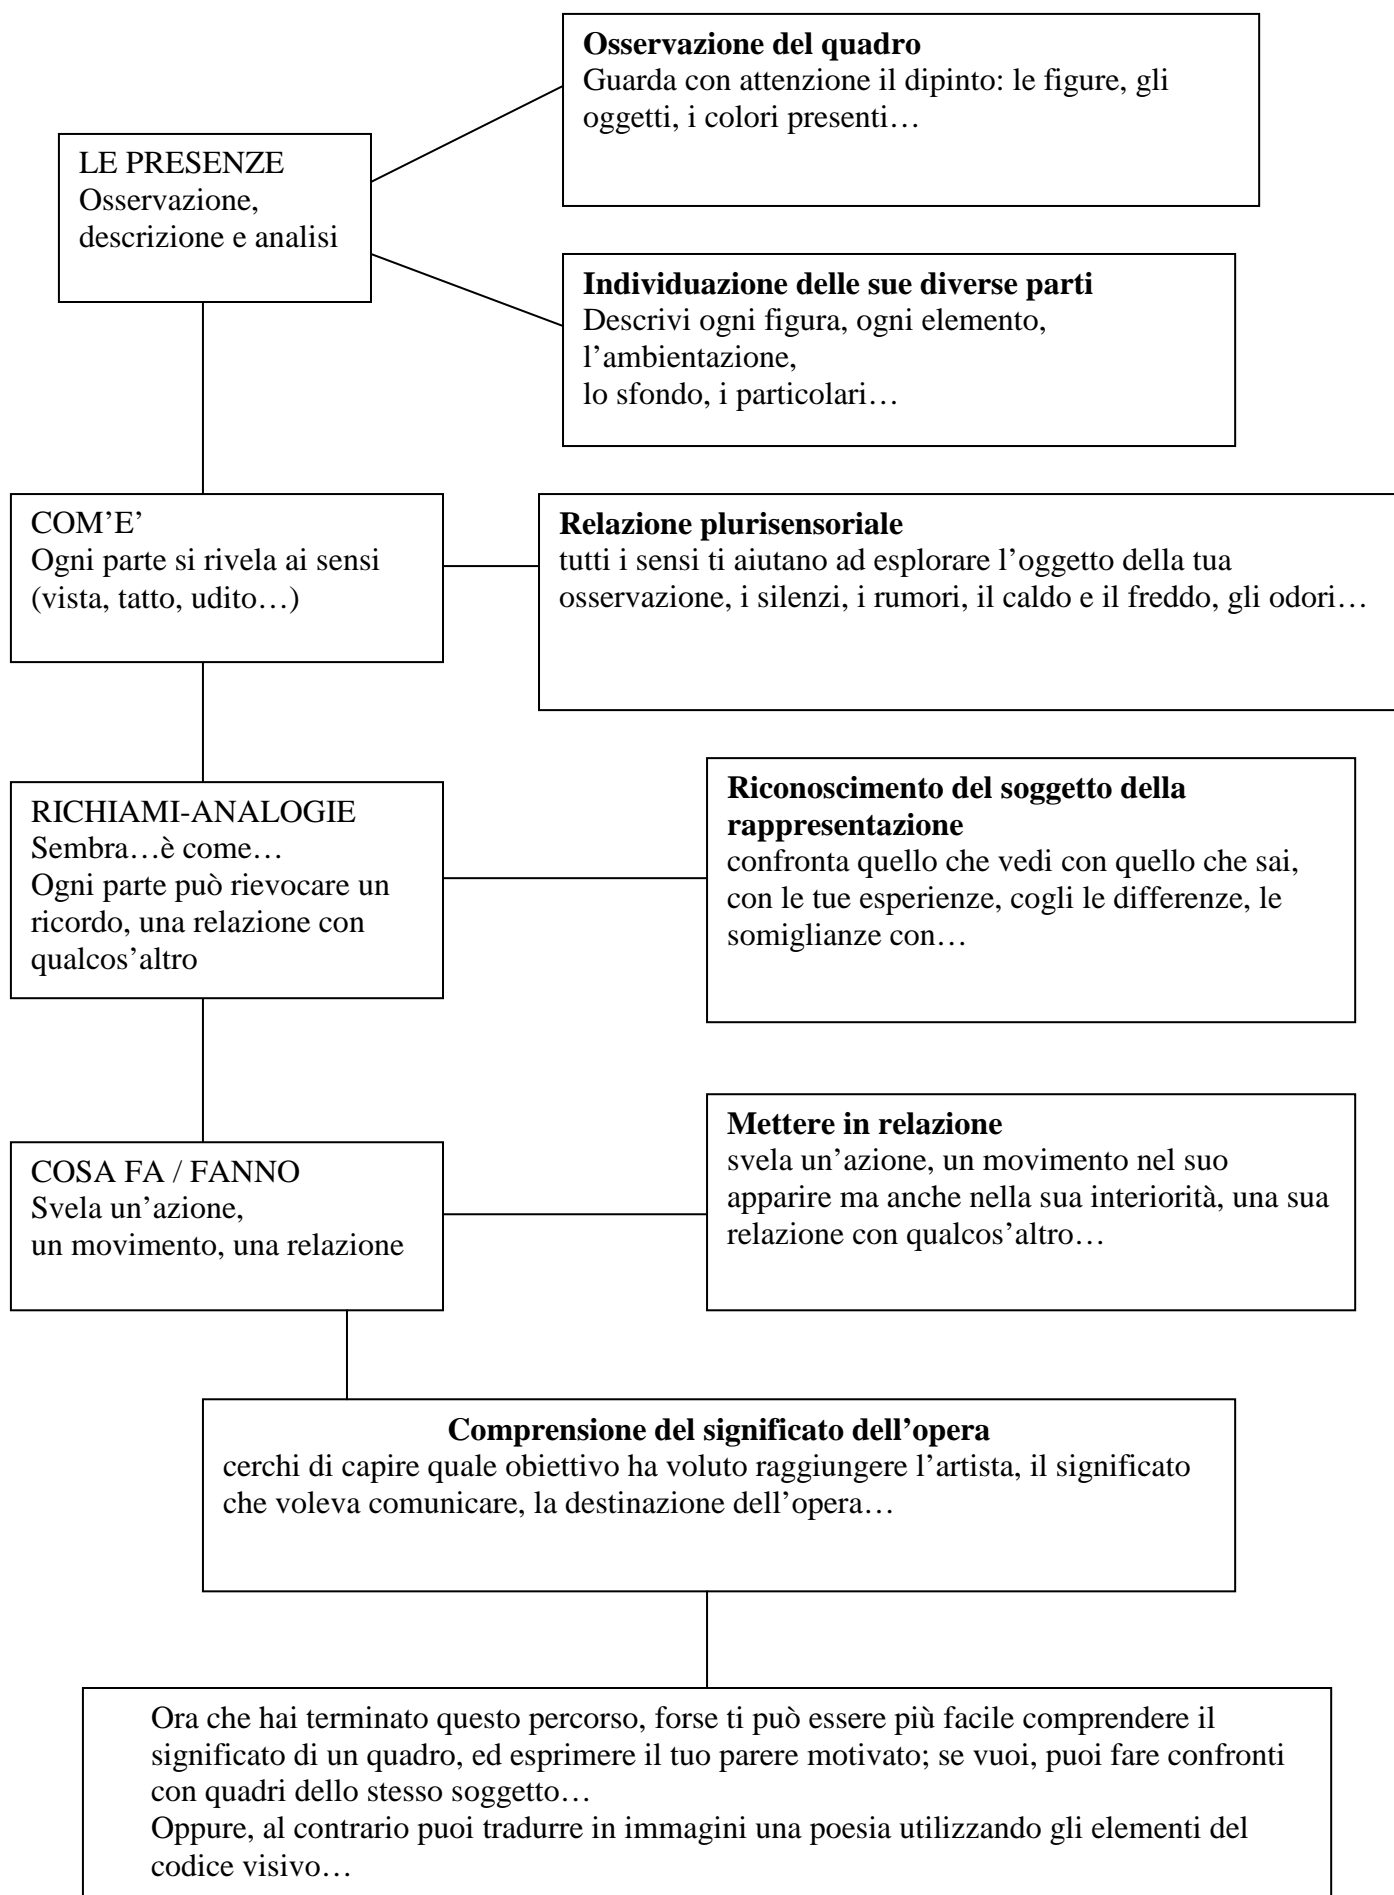 Osservazione del quadro
Guarda con attenzione il dipinto: le figure, gli
oggetti, i colori presenti…
LE PRESENZE
Osservazione,
descrizione e analisi
Individuazione delle sue diverse parti
Descrivi ogni figura, ogni elemento,
l’ambientazione,
lo sfondo, i particolari…
COM’E’
Ogni parte si rivela ai sensi
(vista, tatto, udito…)
Relazione plurisensoriale
tutti i sensi ti aiutano ad esplorare l’oggetto della tua
osservazione, i silenzi, i rumori, il caldo e il freddo, gli odori…
RICHIAMI-ANALOGIE
Sembra…è come…
Ogni parte può rievocare un
ricordo, una relazione con
qualcos’altro
Riconoscimento del soggetto della
rappresentazione
confronta quello che vedi con quello che sai,
con le tue esperienze, cogli le differenze, le
somiglianze con…
COSA FA / FANNO
Svela un’azione,
un movimento, una relazione
Mettere in relazione
svela un’azione, un movimento nel suo
apparire ma anche nella sua interiorità, una sua
relazione con qualcos’altro…
Comprensione del significato dell’opera
cerchi di capire quale obiettivo ha voluto raggiungere l’artista, il significato
che voleva comunicare, la destinazione dell’opera…
Ora che hai terminato questo percorso, forse ti può essere più facile comprendere il
significato di un quadro, ed esprimere il tuo parere motivato; se vuoi, puoi fare confronti
con quadri dello stesso soggetto…
Oppure, al contrario puoi tradurre in immagini una poesia utilizzando gli elementi del
codice visivo…